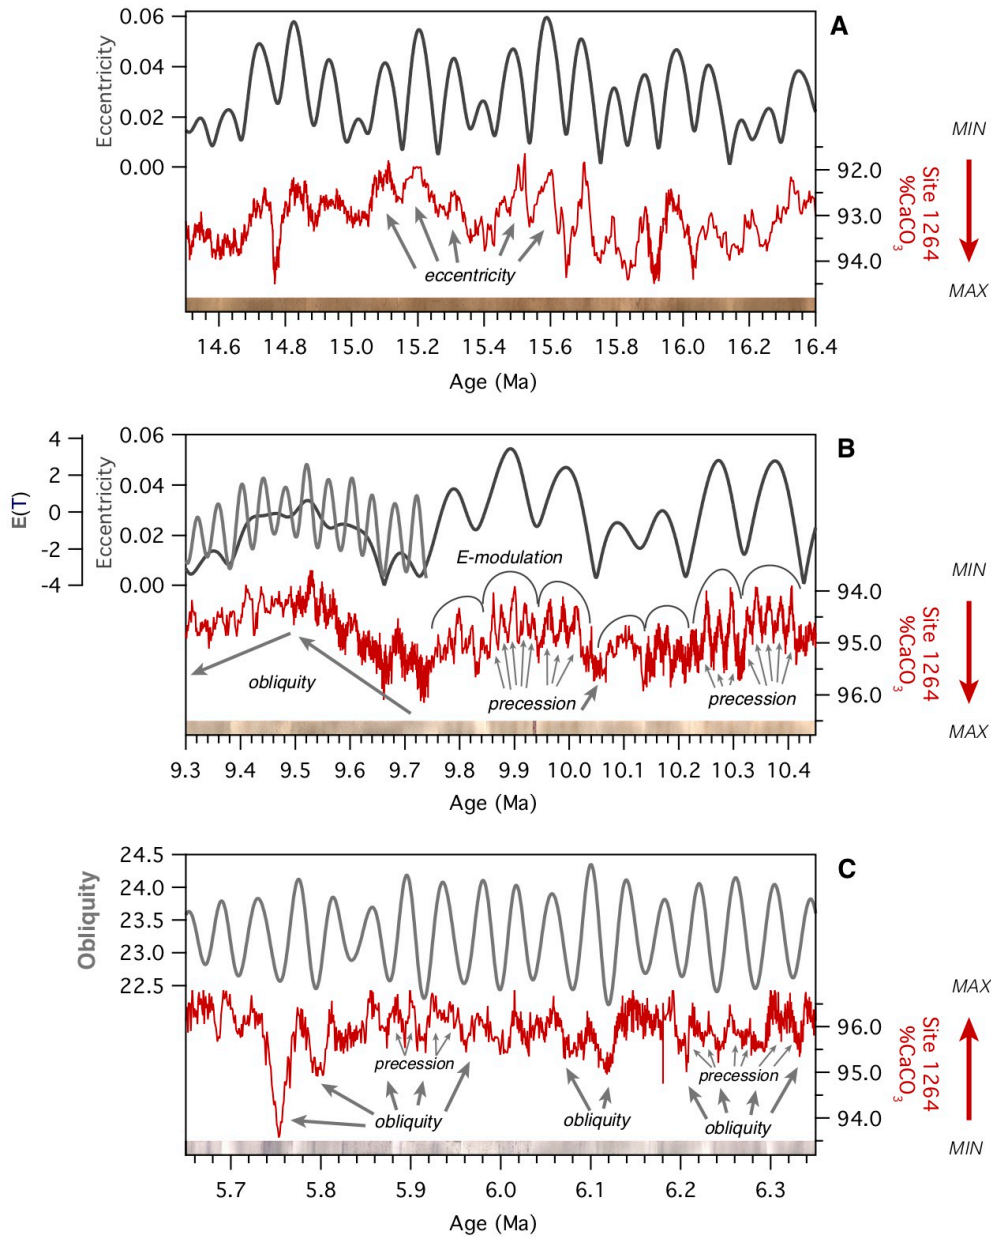 A
0.06
0.04
0.02
0.00
Eccentricity
MIN
92.0
93.0
94.0
Site 1264
%CaCO3
MAX
eccentricity
14.6 14.8 15.0 15.2 15.4 15.6 15.8 16.0 16.2 16.4
Age (Ma)
B
4
2
0
-2
-4
E(T)
0.06
0.04
0.02
0.00
Eccentricity
E-modulation
MIN
94.0
95.0
96.0
Site 1264
%CaCO3
MAX
obliquity
precession
precession
9.3 9.4 9.5 9.6 9.7 9.8 9.9 10.0 10.1 10.2 10.3 10.4
Age (Ma)
C
24.5
24.0
23.5
23.0
22.5
Obliquity
MAX
96.0
95.0
94.0
Site 1264
%CaCO3
MIN
precession
precession
obliquity
obliquity
obliquity
5.7 5.8 5.9 6.0 6.1 6.2 6.3
Age (Ma)